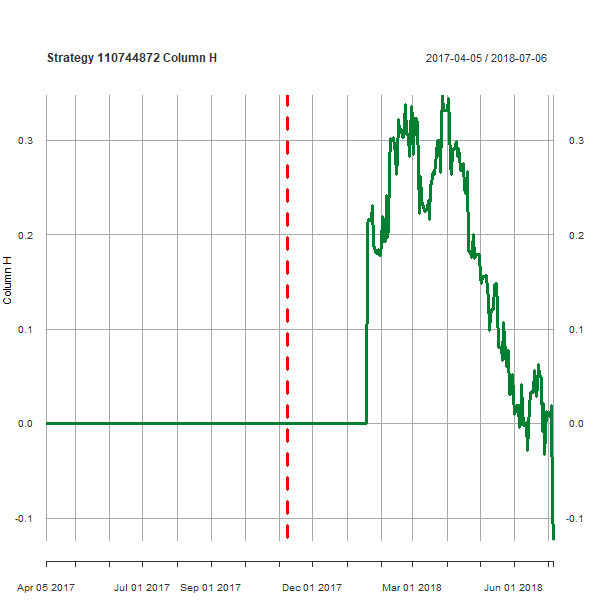 Strategy 110744872 Column H 2017-04-05 / 2018-07-06
0.3 0.3
0.2 0.2
Column H
0.1 0.1
0.0 0.0
-0.1 -0.1
Apr 05 2017 Jul 01 2017 Sep 01 2017 Dec 01 2017 Mar 01 2018 Jun 01 2018